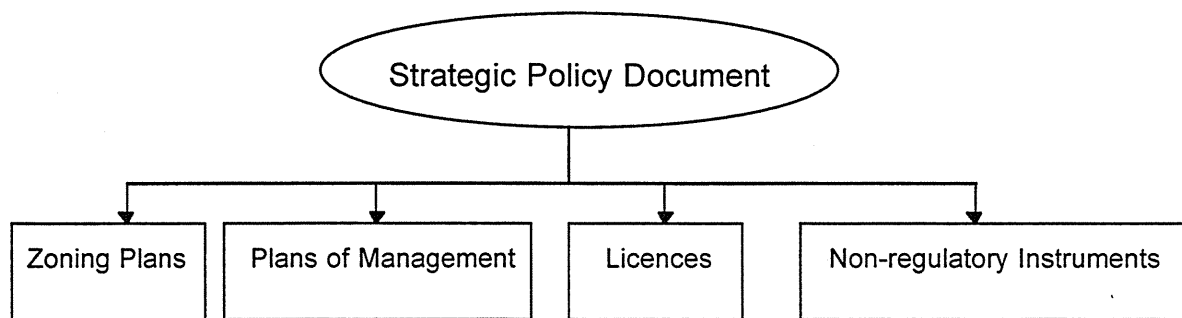 Strategic Policy Document
Zoning Plans
Plans of Management
Licences
Non-regulatory Instruments